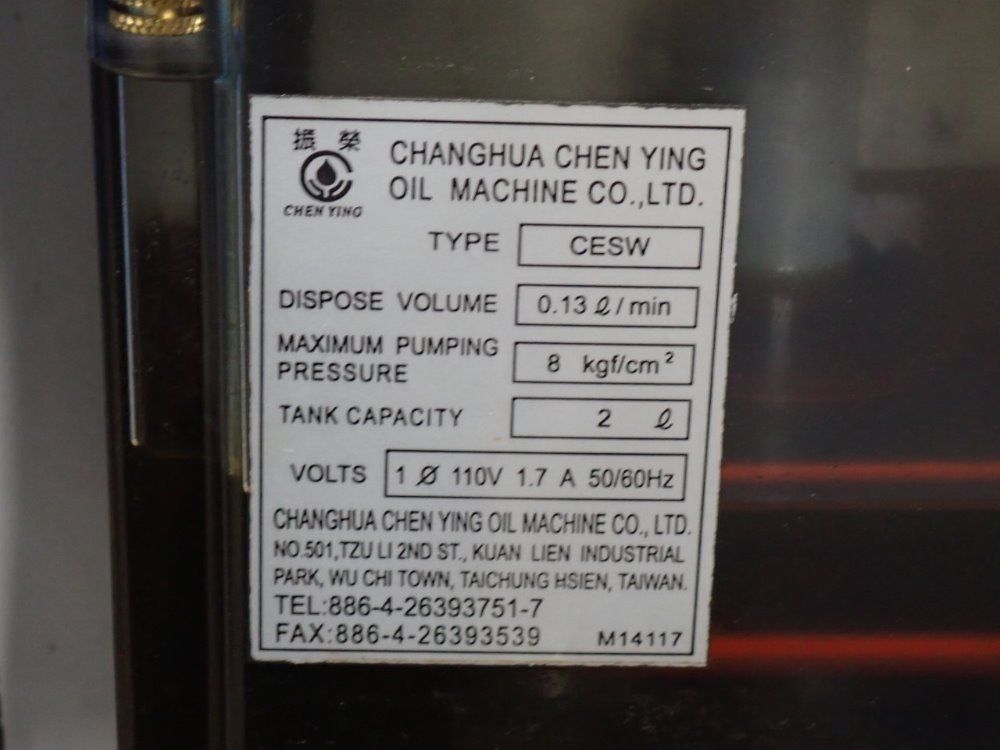 振榮
CHEN YING
CHANGHUA CHEN YING
OIL MACHINE CO.,LTD.
TYPE CESW
DISPOSE VOLUME 0.13 ℓ/min
MAXIMUM PUMPING
PRESSURE 8 kgf/cm²
TANK CAPACITY 2 ℓ
VOLTS 1 Ø 110V 1.7 A 50/60Hz
CHANGHUA CHEN YING OIL MACHINE CO., LTD.
NO.501,TZU LI 2ND ST., KUAN LIEN INDUSTRIAL
PARK, WU CHI TOWN, TAICHUNG HSIEN, TAIWAN.
TEL:886-4-26393751-7
FAX:886-4-26393539 M14117